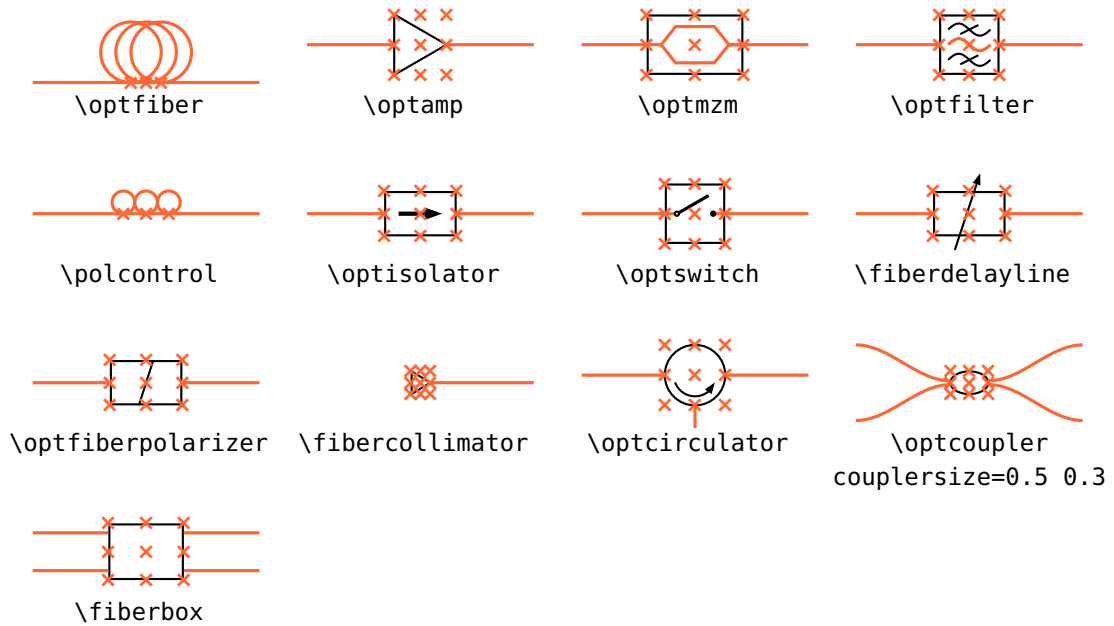 \optfiber
\optamp
\optmzm
\optfilter
\polcontrol
\optisolator
\optswitch
\fiberdelayline
\optfiberpolarizer
\fibercollimator
\optcirculator
\optcoupler
couplersize=0.5 0.3
\fiberbox